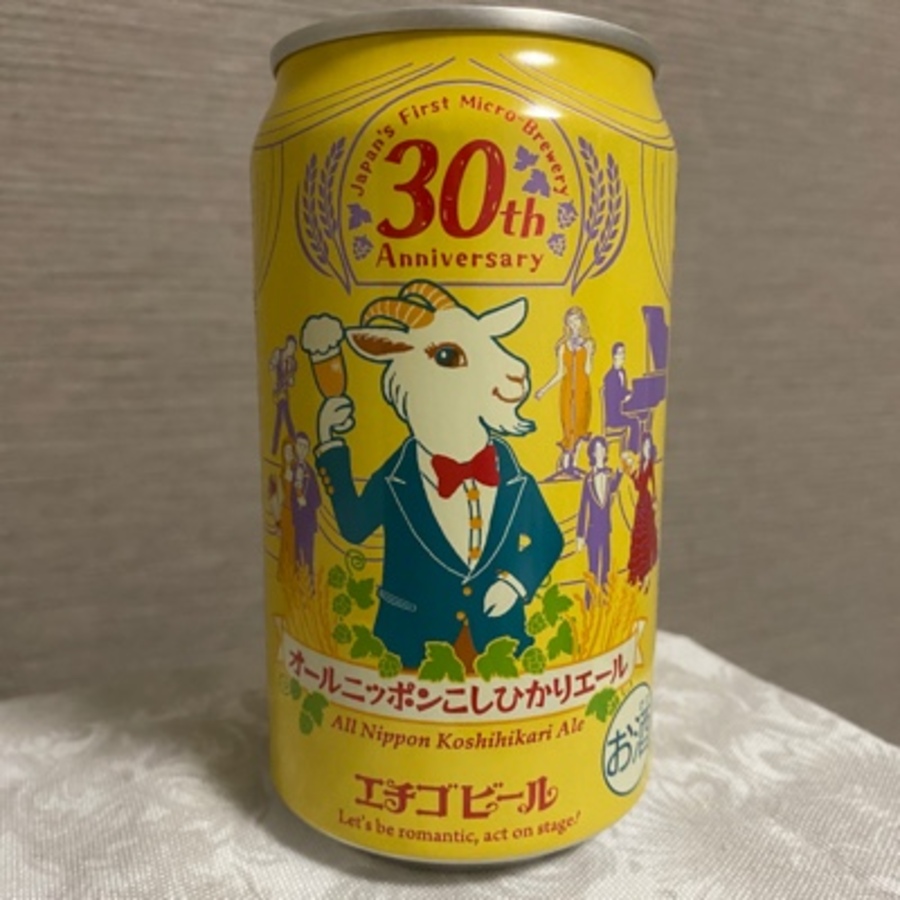 Japan's First Micro-Brewery
30th
Anniversary
オールニッポンこしひかりエール
All Nippon Koshihikari Ale
お酒
エチゴビール
Let's be romantic, act on stage!